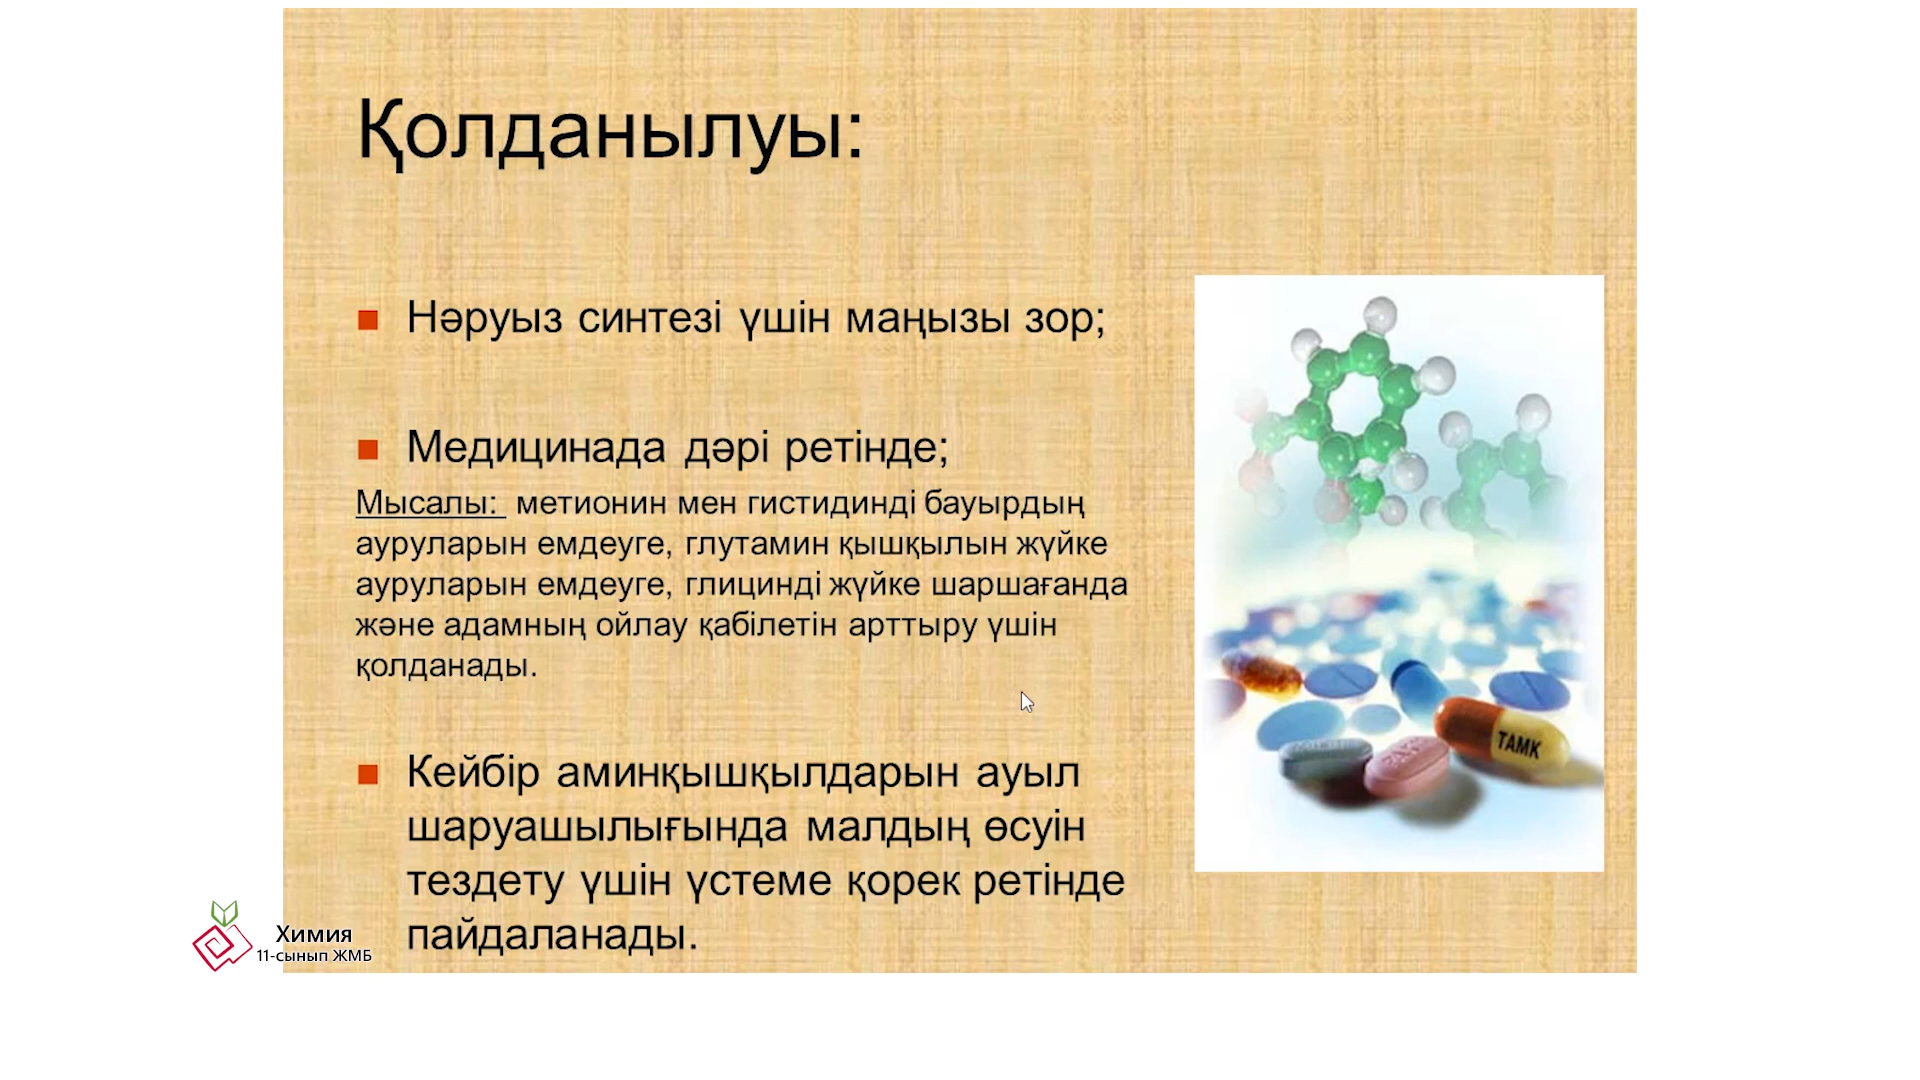 Қолданылуы:
Нәруыз синтезі үшін маңызы зор;
Медицинада дәрі ретінде;
Мысалы: метионин мен гистидинді бауырдың
ауруларын емдеуге, глутамин қышқылын жүйке
ауруларын емдеуге, глицинді жүйке шаршағанда
және адамның ойлау қабілетін арттыру үшін
қолданады.
Кейбір аминқышқылдарын ауыл
шаруашылығында малдың өсуін
тездету үшін үстеме қорек ретінде
пайдаланады.
ТАМК
Химия
11-сынып ЖМБ